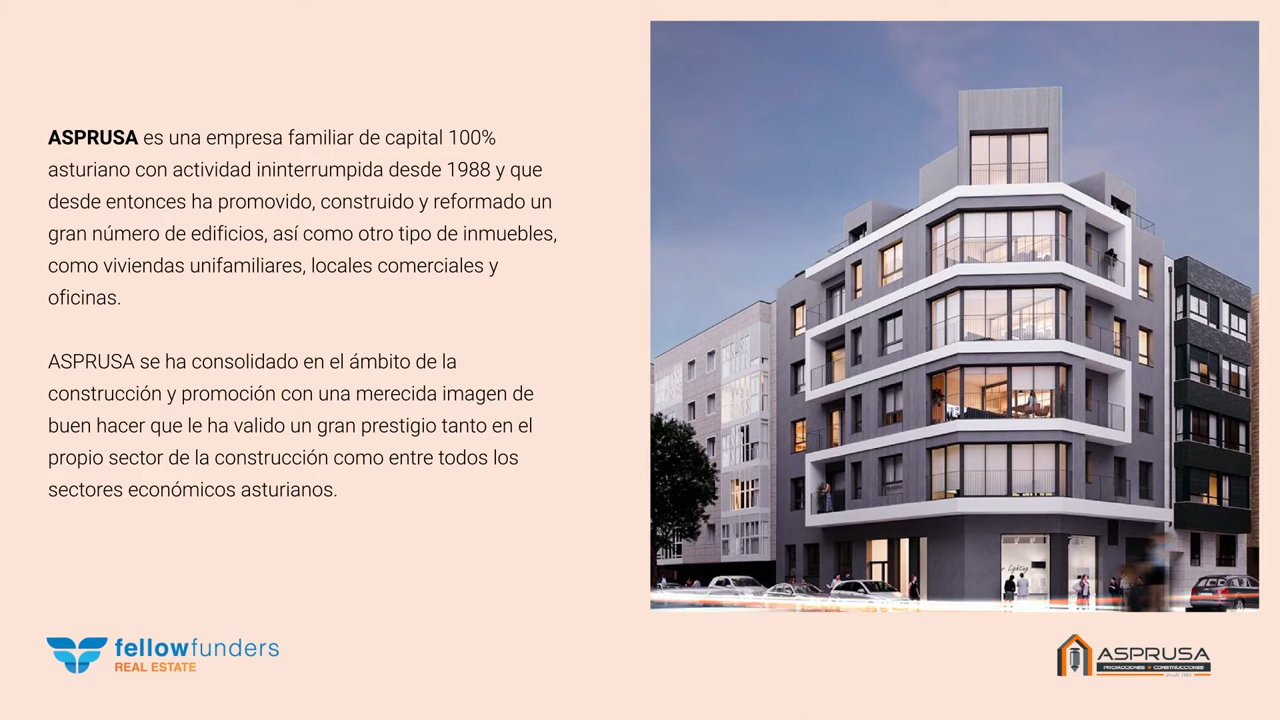 ASPRUSA es una empresa familiar de capital 100%
asturiano con actividad ininterrumpida desde 1988 y que
desde entonces ha promovido, construido y reformado un
gran número de edificios, así como otro tipo de inmuebles,
como viviendas unifamiliares, locales comerciales y
oficinas.
ASPRUSA se ha consolidado en el ámbito de la
construcción y promoción con una merecida imagen de
buen hacer que le ha valido un gran prestigio tanto en el
propio sector de la construcción como entre todos los
sectores económicos asturianos.
Lighting
fellowfunders
REAL ESTATE
ASPRUSA
PROMOCIONES + CONSTRUCCIONES